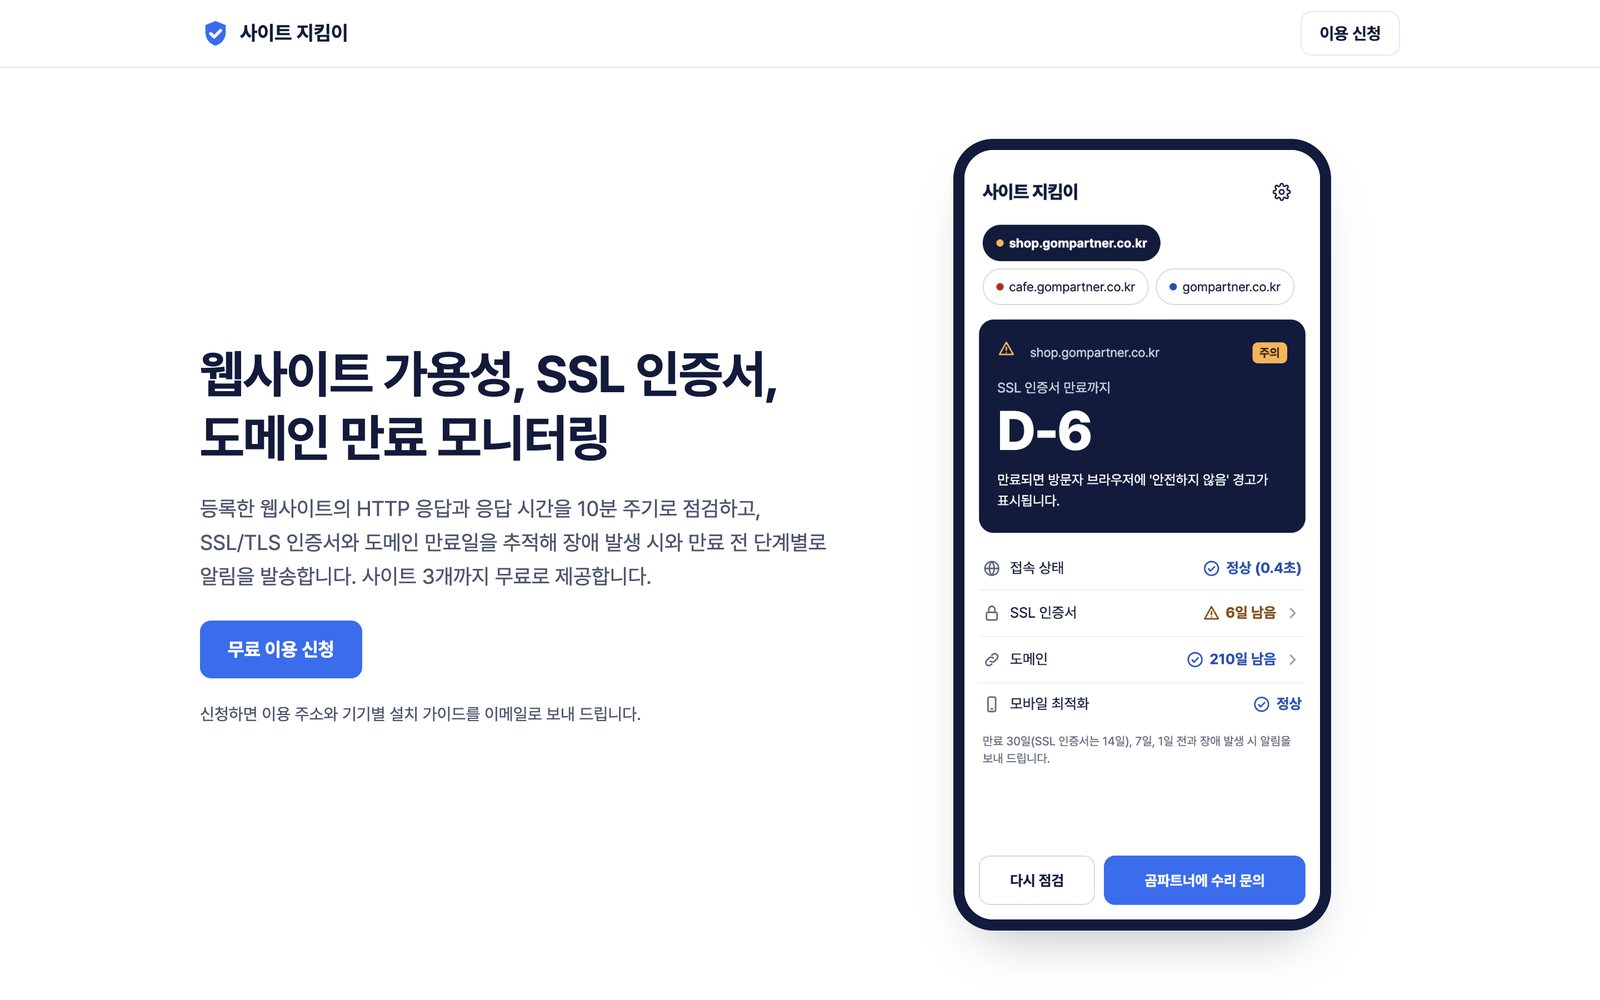 사이트 지킴이
이용 신청
웹사이트 가용성, SSL 인증서,
도메인 만료 모니터링
등록한 웹사이트의 HTTP 응답과 응답 시간을 10분 주기로 점검하고,
SSL/TLS 인증서와 도메인 만료일을 추적해 장애 발생 시와 만료 전 단계별로
알림을 발송합니다. 사이트 3개까지 무료로 제공합니다.
무료 이용 신청
신청하면 이용 주소와 기기별 설치 가이드를 이메일로 보내 드립니다.
사이트 지킴이
shop.gompartner.co.kr
cafe.gompartner.co.kr
gompartner.co.kr
shop.gompartner.co.kr
주의
SSL 인증서 만료까지
D-6
만료되면 방문자 브라우저에 '안전하지 않음' 경고가
표시됩니다.
접속 상태
정상 (0.4초)
SSL 인증서
6일 남음
도메인
210일 남음
모바일 최적화
정상
만료 30일(SSL 인증서는 14일), 7일, 1일 전과 장애 발생 시 알림을
보내 드립니다.
다시 점검
곰파트너에 수리 문의